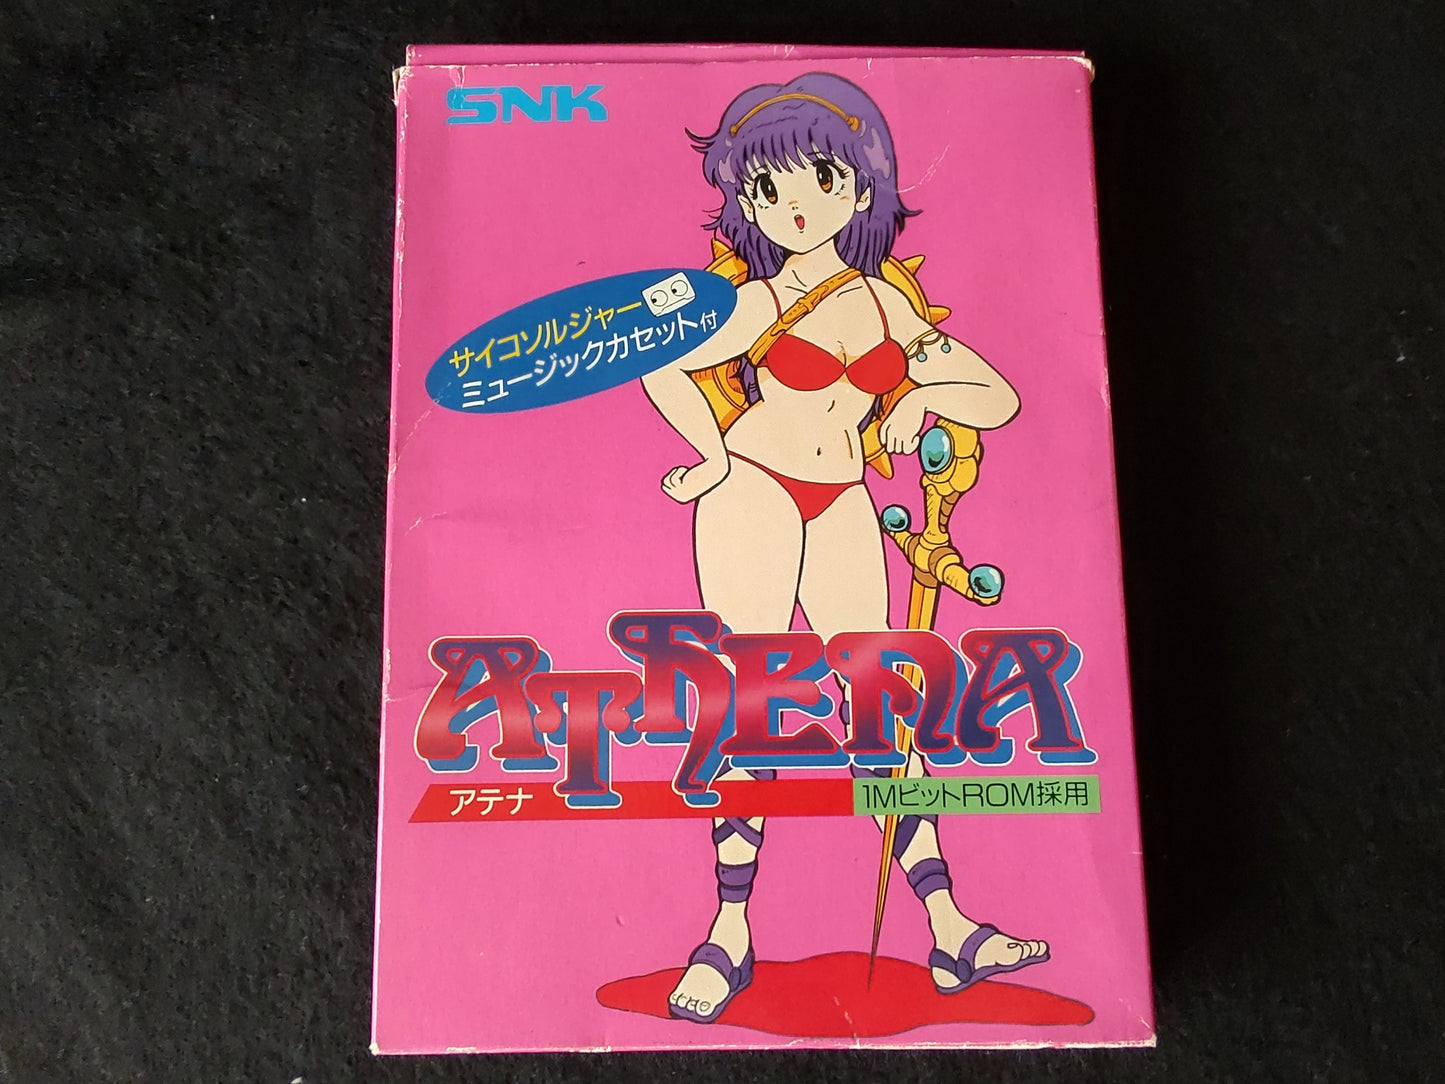 SNK
サイコソルジャー
ミュージックカセット付
ATHENA
アテナ
1MビットROM採用